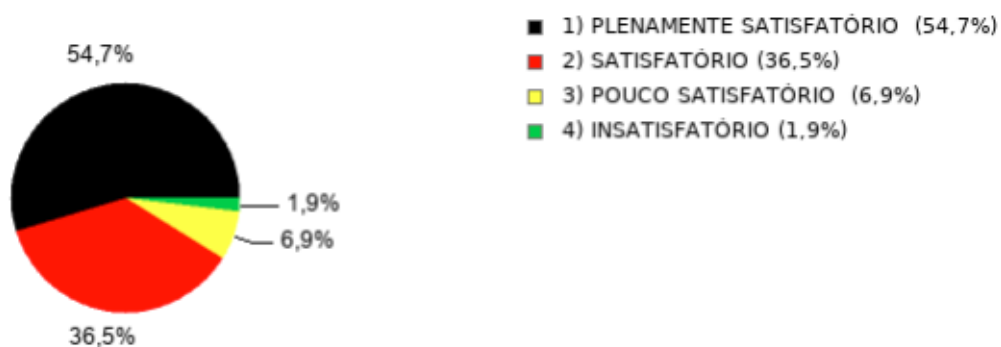 54,7%
1,9%
6,9%
36,5%
1) PLENAMENTE SATISFATÓRIO (54,7%)
2) SATISFATÓRIO (36,5%)
3) POUCO SATISFATÓRIO (6,9%)
4) INSATISFATÓRIO (1,9%)